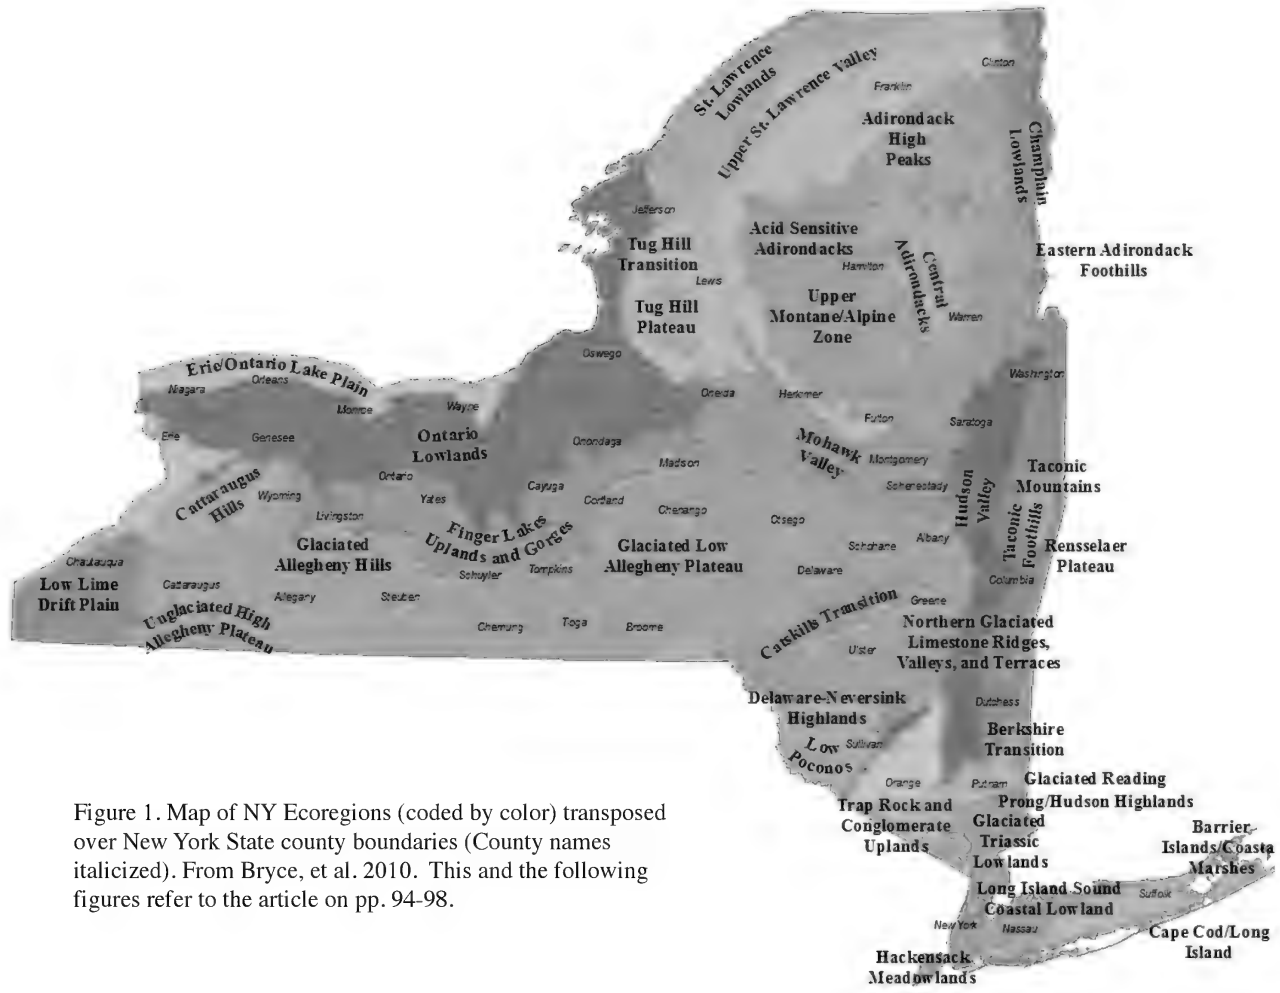 St. Lawrence
Lowlands
Upper St. Lawrence Valley
Clinton
Franklin
Adirondack
High
Peaks
Champlain
Lowlands
Jefferson
Tug Hill
Transition
Lewis
Tug Hill
Plateau
Acid Sensitive
Adirondacks
Hamilton
Central
Adirondacks
Eastern Adirondack
Foothills
Upper
Montane/Alpine
Zone
Warren
Oswego
Erie/Ontario Lake Plain
Niagara
Orleans
Monroe
Wayne
Oneida
Herkimer
Washington
Fulton
Saratoga
Erie
Genesee
Ontario
Lowlands
Onondaga
Madison
Mohawk
Valley
Montgomery
Schenectady
Hudson
Valley
Taconic
Mountains
Cattaraugus
Hills
Wyoming
Ontario
Yates
Cayuga
Cortland
Chenango
Otsego
Livingston
Finger Lakes
Uplands and Gorges
Glaciated
Allegheny Hills
Glaciated Low
Allegheny Plateau
Schoharie
Albany
Taconic
Foothills
Rensselaer
Plateau
Chautauqua
Low Lime
Drift Plain
Cattaraugus
Allegany
Steuben
Schuyler
Tompkins
Delaware
Columbia
Greene
Unglaciated High
Allegheny Plateau
Chemung
Tioga
Broome
Catskills Transition
Ulster
Northern Glaciated
Limestone Ridges,
Valleys, and Terraces
Delaware-Neversink
Highlands
Dutchess
Low
Poconos
Sullivan
Berkshire
Transition
Orange
Putnam
Glaciated Reading
Prong/Hudson Highlands
Trap Rock and
Conglomerate
Uplands
Glaciated
Triassic
Lowlands
Barrier
Islands/Coasta
Marshes
Long Island Sound
Coastal Lowland
Suffolk
New York
Nassau
Cape Cod/Long
Island
Hackensack
Meadowlands
Figure 1. Map of NY Ecoregions (coded by color) transposed
over New York State county boundaries (County names
italicized). From Bryce, et al. 2010. This and the following
figures refer to the article on pp. 94-98.